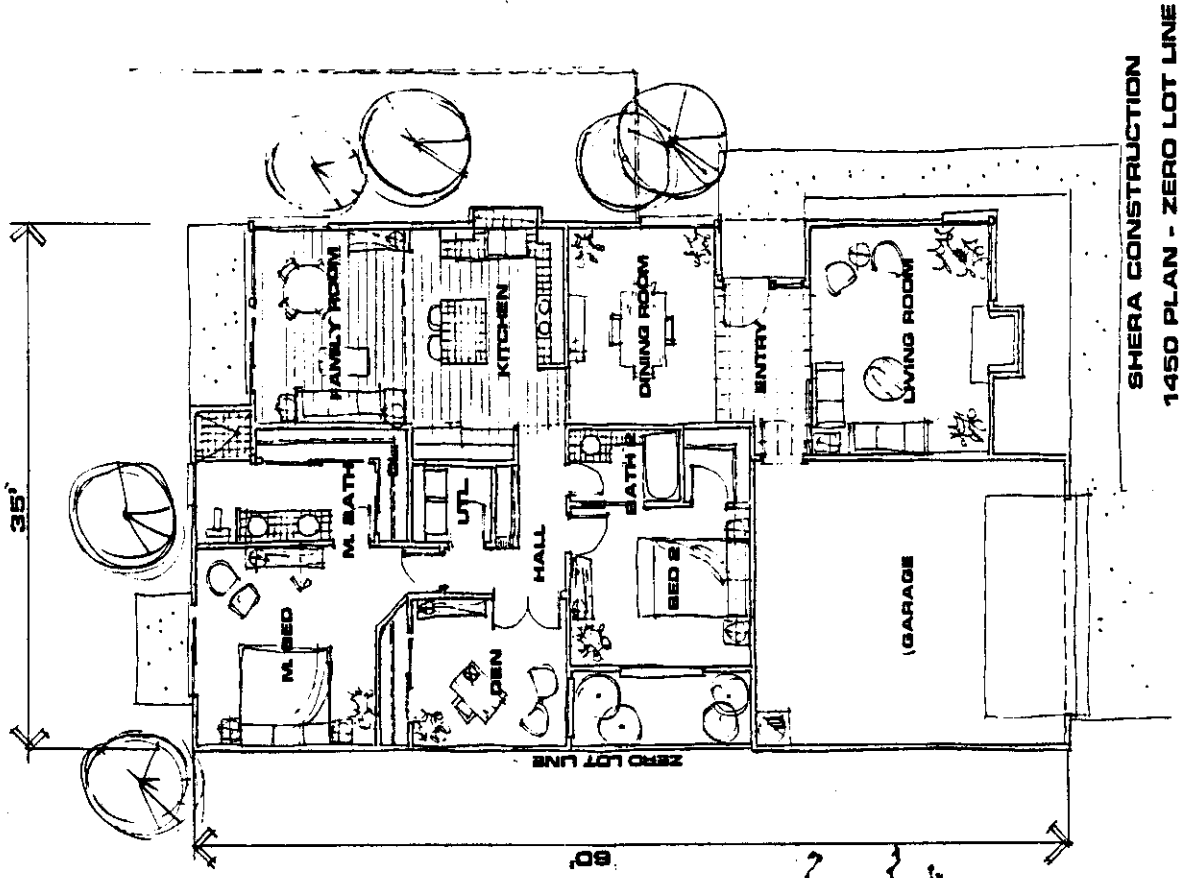 35'
FAMILY ROOM
KITCHEN
DINING ROOM
ENTRY
LIVING ROOM
M. BATH
UTL
BATH 2
HALL
M. BED
DEN
BED 2
GARAGE
ZERO LOT LINE
60'
SHERA CONSTRUCTION
1450 PLAN - ZERO LOT LINE